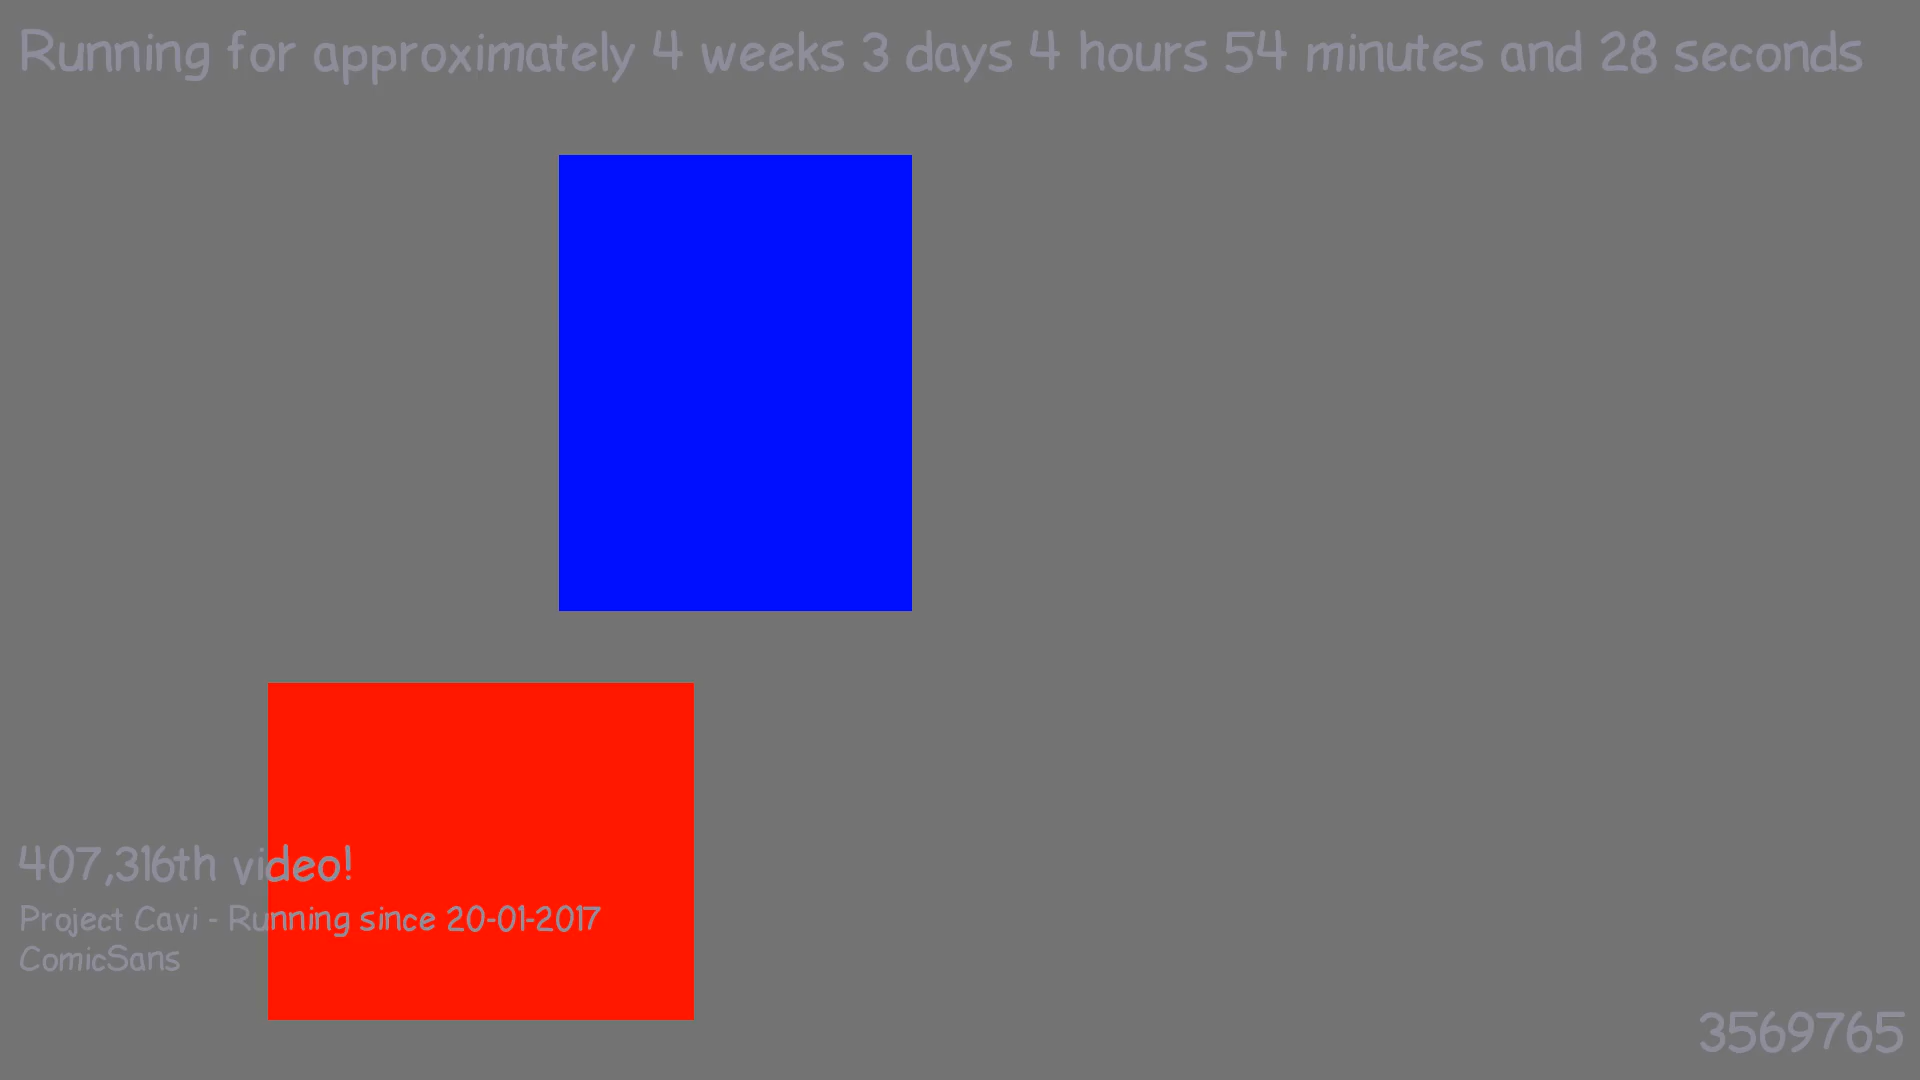 Running for approximately 4 weeks 3 days 4 hours 54 minutes and 28 seconds
407,316th video!
Project Cavi - Running since 20-01-2017
ComicSans
3569765